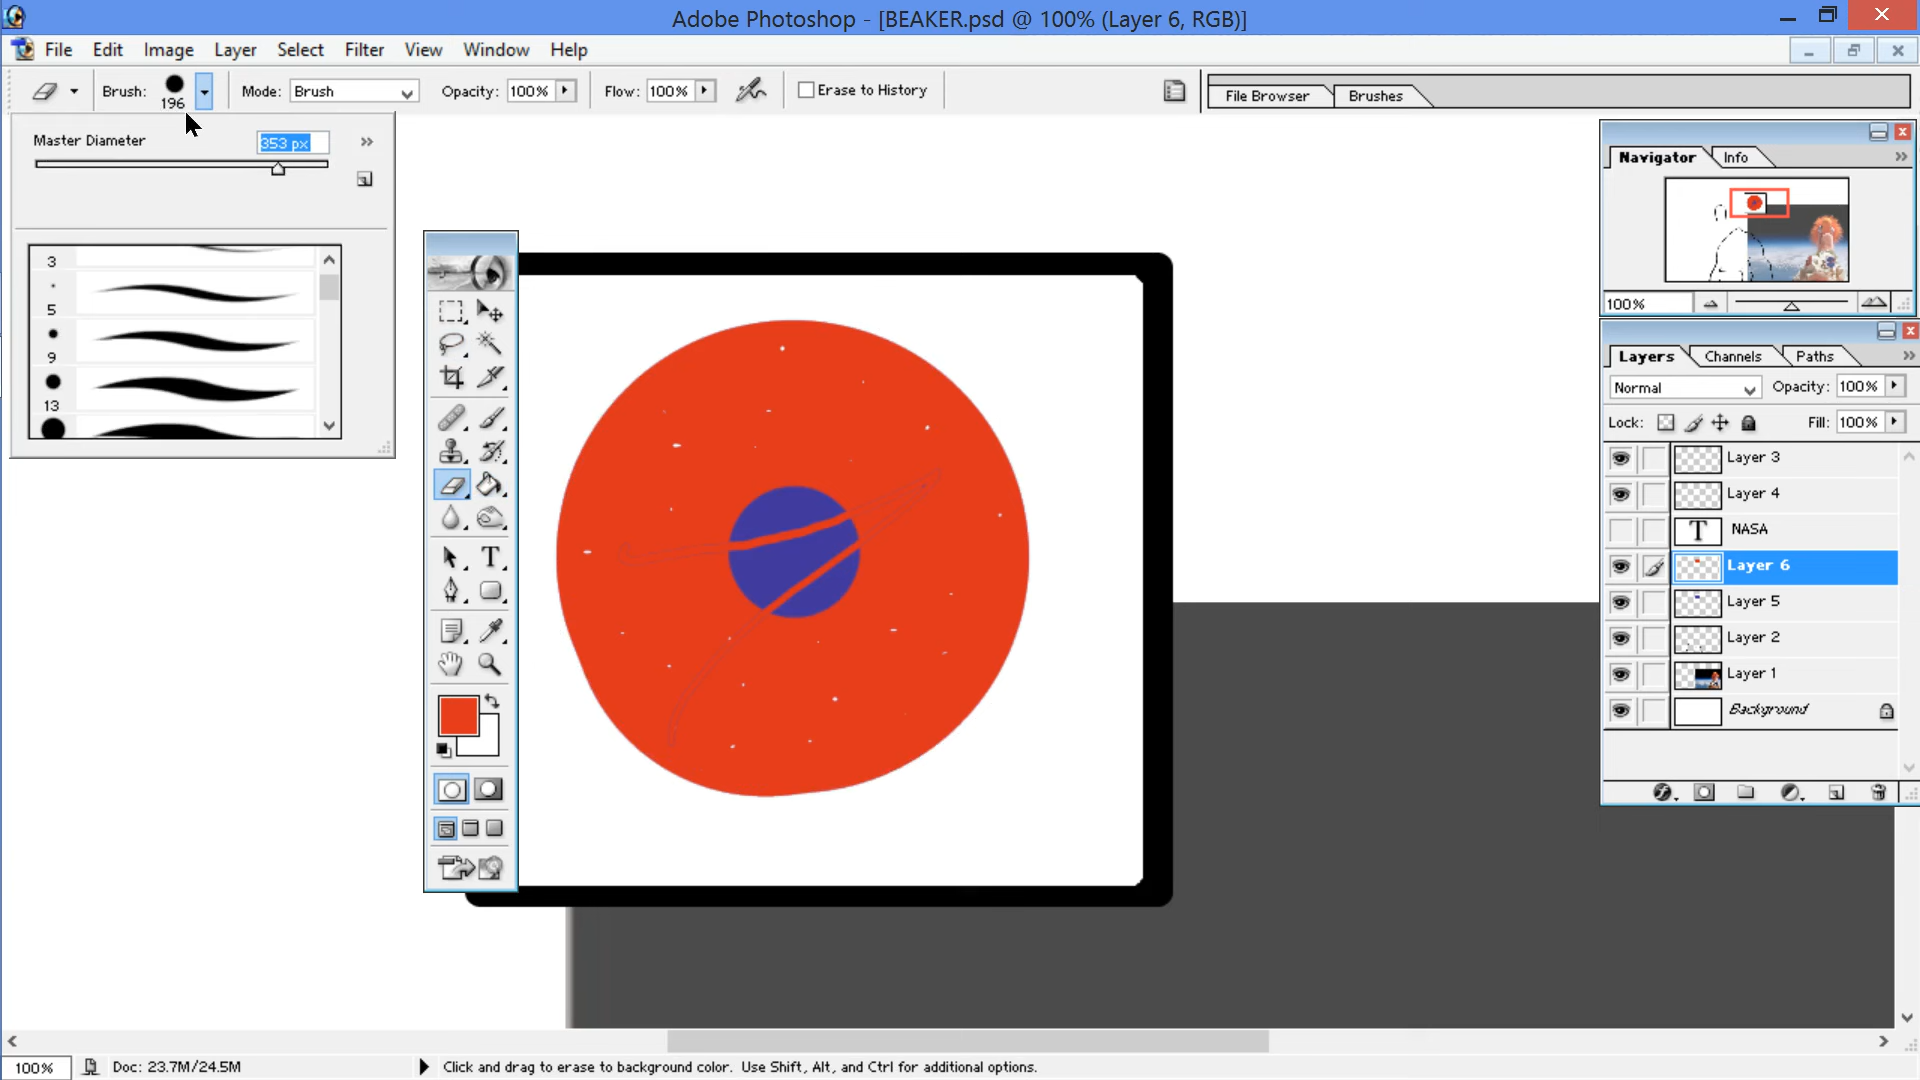 Adobe Photoshop - [BEAKER.psd @ 100% (Layer 6, RGB)]
File Edit Image Layer Select Filter View Window Help
Brush: 196 Mode: Brush Opacity: 100% Flow: 100% Erase to History File Browser Brushes
Master Diameter 353 px
3
5
9
13
Navigator Info
100%
Layers Channels Paths
Normal Opacity: 100%
Lock: Fill: 100%
Layer 3
Layer 4
T NASA
Layer 6
Layer 5
Layer 2
Layer 1
Background
100% Doc: 23.7M/24.5M Click and drag to erase to background color. Use Shift, Alt, and Ctrl for additional options.